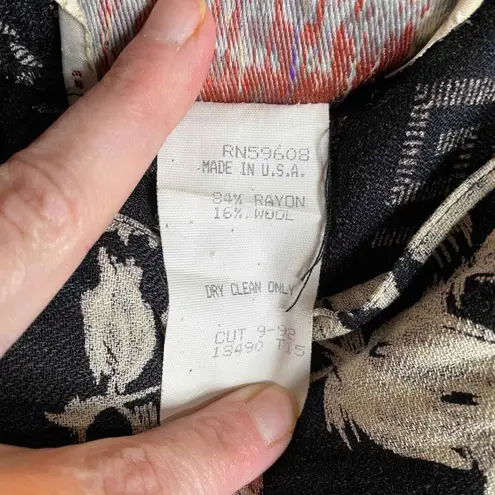 RN59608
MADE IN U.S.A.
84% RAYON
16% WOOL
DRY CLEAN ONLY
CUT 9-92
13490 T15